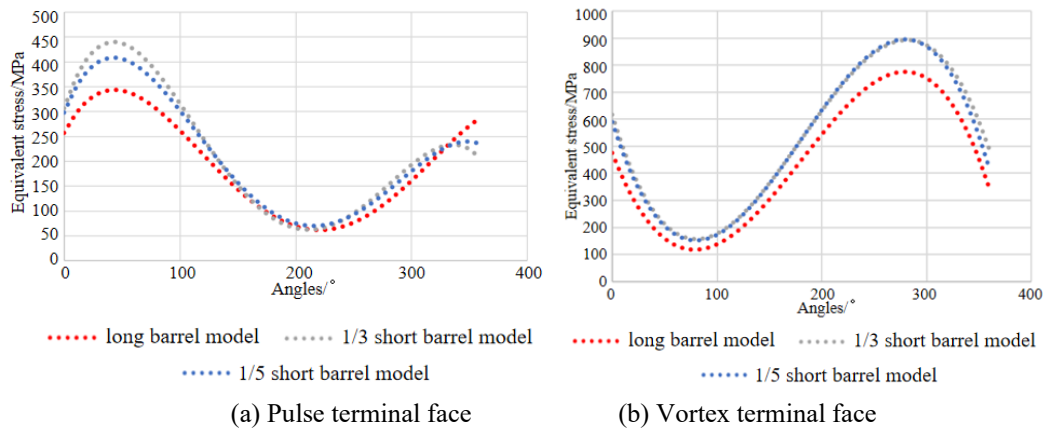 500
450
400
350
300
250
200
150
100
50
0
Equivalent stress/MPa
0 100 200 300 400
Angles/°
long barrel model 1/3 short barrel model
1/5 short barrel model
(a) Pulse terminal face
1000
900
800
700
600
500
400
300
200
100
0
Equivalent stress/MPa
0 100 200 300 400
Angles/°
long barrel model 1/3 short barrel model
1/5 short barrel model
(b) Vortex terminal face